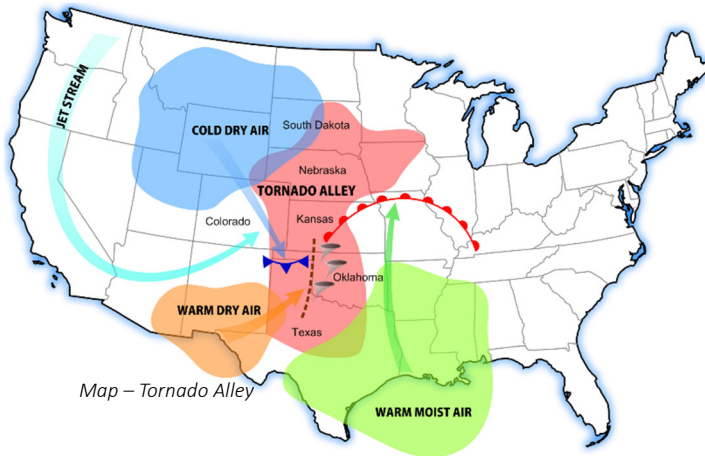 JET STREAM
COLD DRY AIR
South Dakota
Nebraska
TORNADO ALLEY
Colorado
Kansas
Oklahoma
WARM DRY AIR
Texas
Map – Tornado Alley
WARM MOIST AIR